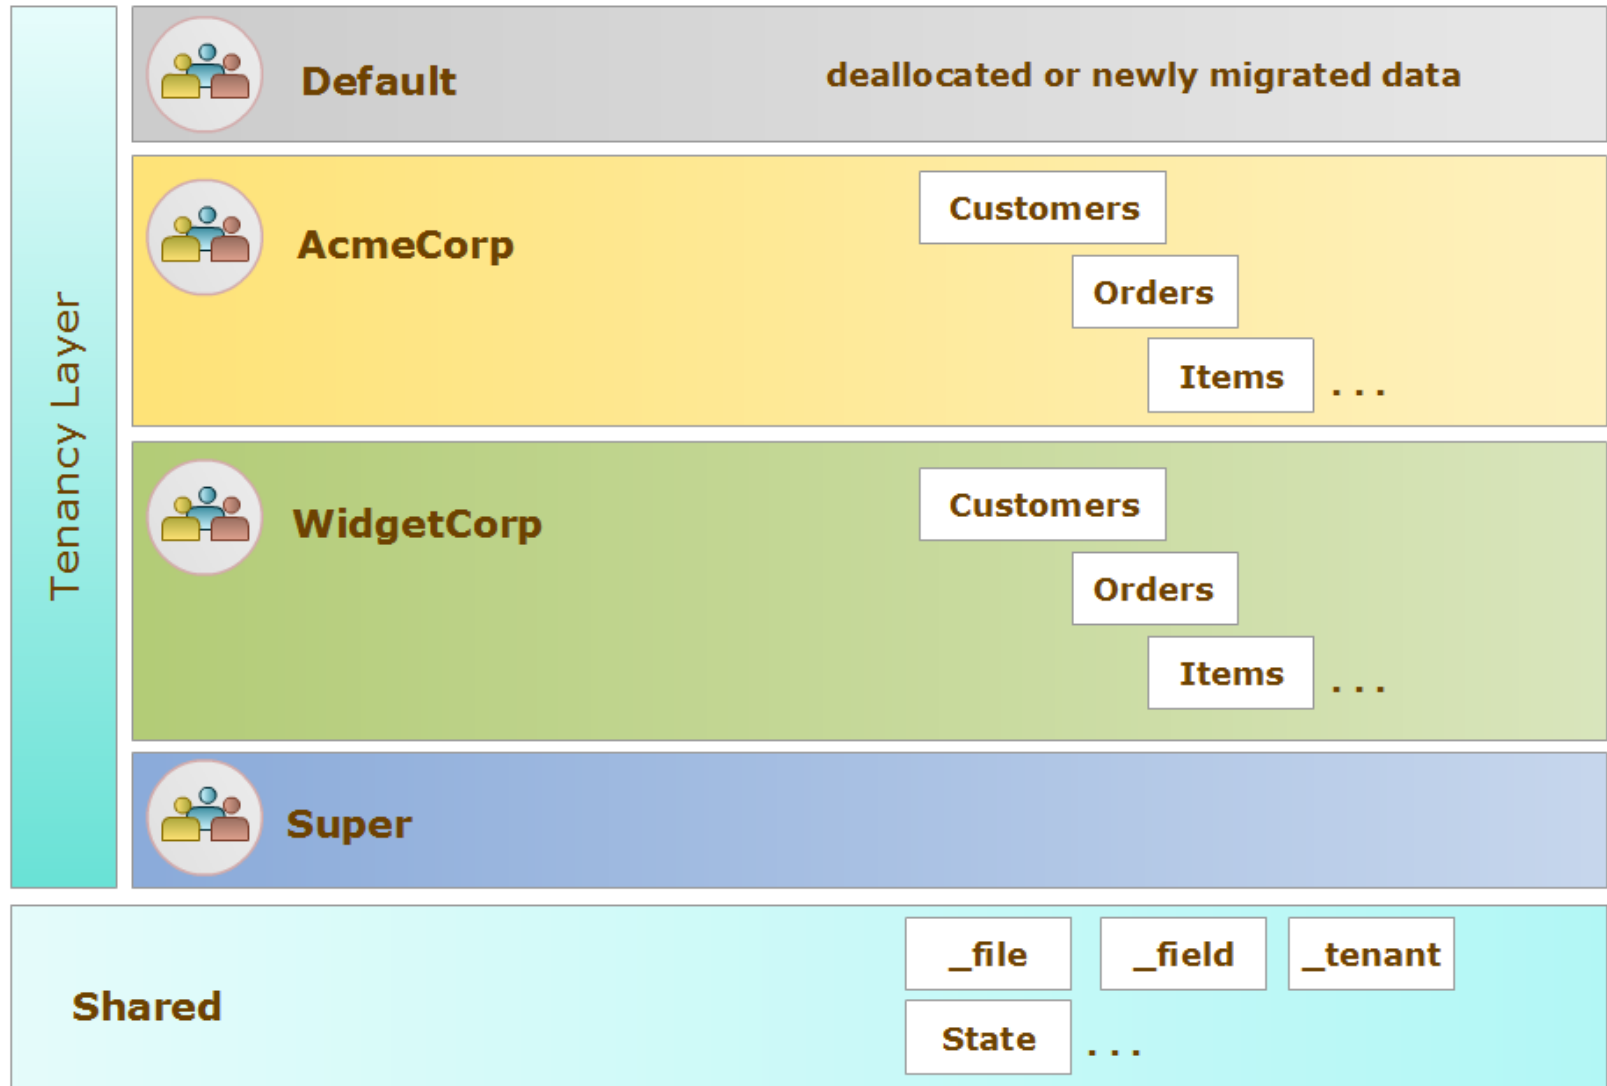 Tenancy Layer
Default
deallocated or newly migrated data
AcmeCorp
Customers
Orders
Items
. . .
WidgetCorp
Customers
Orders
Items
. . .
Super
Shared
_file
_field
_tenant
State
. . .